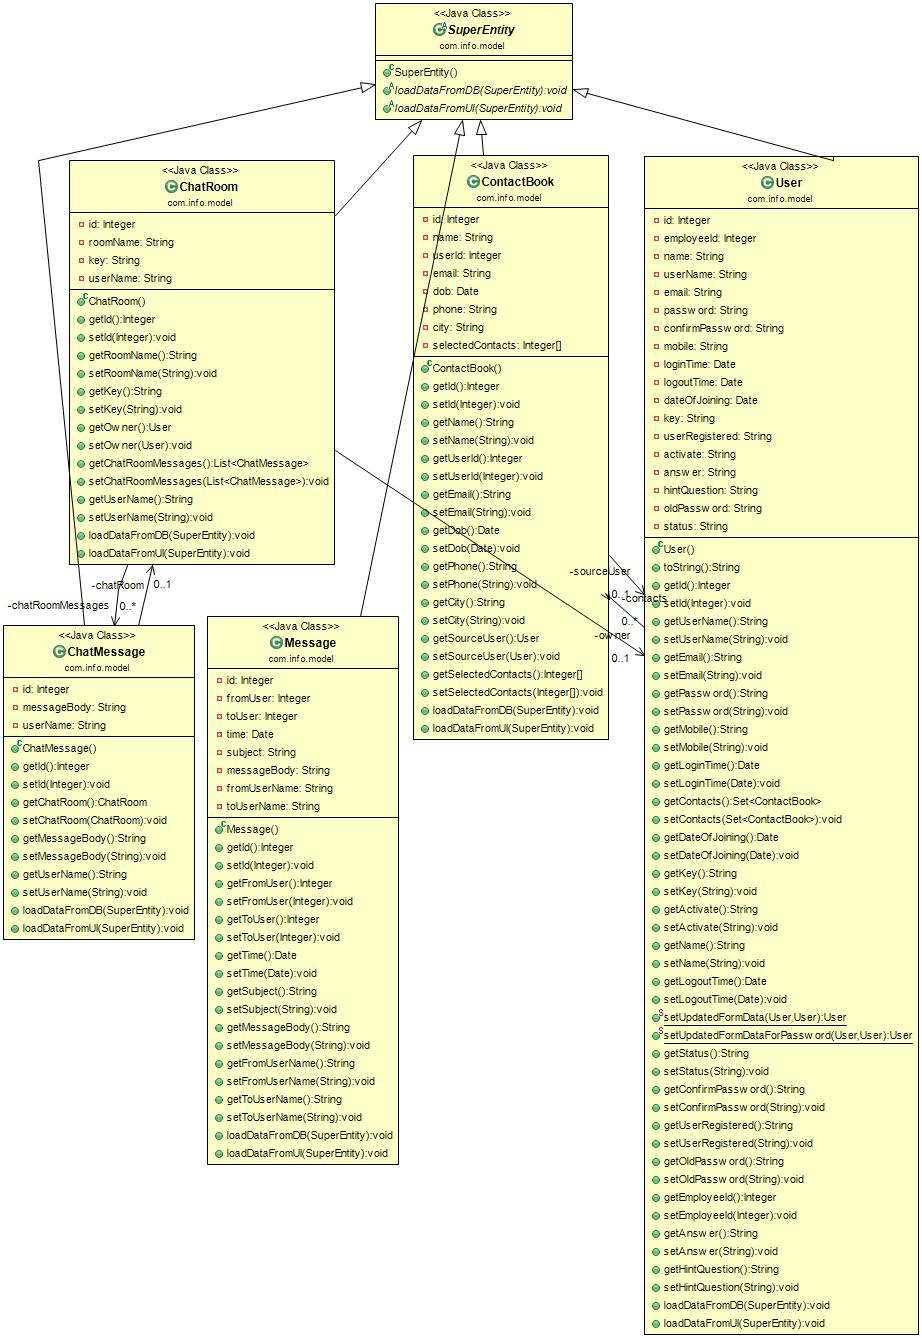 <<Java Class>>
SuperEntity
com.info.model
SuperEntity()
loadDataFromDB(SuperEntity):void
loadDataFromUI(SuperEntity):void
<<Java Class>>
ChatRoom
com.info.model
id: Integer
roomName: String
key: String
userName: String
ChatRoom()
getId():Integer
setId(Integer):void
getRoomName():String
setRoomName(String):void
getKey():String
setKey(String):void
getOwner():User
setOwner(User):void
getChatRoomMessages():List<ChatMessage>
setChatRoomMessages(List<ChatMessage>):void
getUserName():String
setUserName(String):void
loadDataFromDB(SuperEntity):void
loadDataFromUI(SuperEntity):void
<<Java Class>>
ContactBook
com.info.model
id: Integer
name: String
userId: Integer
email: String
dob: Date
phone: String
city: String
selectedContacts: Integer[]
ContactBook()
getId():Integer
setId(Integer):void
getName():String
setName(String):void
getUserId():Integer
setUserId(Integer):void
getEmail():String
setEmail(String):void
getDob():Date
setDob(Date):void
getPhone():String
setPhone(String):void
getCity():String
setCity(String):void
getSourceUser():User
setSourceUser(User):void
getSelectedContacts():Integer[]
setSelectedContacts(Integer[]):void
loadDataFromDB(SuperEntity):void
loadDataFromUI(SuperEntity):void
<<Java Class>>
User
com.info.model
id: Integer
employeeId: Integer
name: String
userName: String
email: String
password: String
confirmPassword: String
mobile: String
loginTime: Date
logoutTime: Date
dateOfJoining: Date
key: String
userRegistered: String
activate: String
answer: String
hintQuestion: String
oldPassword: String
status: String
User()
toString():String
getId():Integer
setId(Integer):void
getUserName():String
setUserName(String):void
getEmail():String
setEmail(String):void
getPassword():String
setPassword(String):void
getMobile():String
setMobile(String):void
getLoginTime():Date
setLoginTime(Date):void
getContacts():Set<ContactBook>
setContacts(Set<ContactBook>):void
getDateOfJoining():Date
setDateOfJoining(Date):void
getKey():String
setKey(String):void
getActivate():String
setActivate(String):void
getName():String
setName(String):void
getLogoutTime():Date
setLogoutTime(Date):void
setUpdatedFormData(User,User):User
setUpdatedFormDataForPassword(User,User):User
getStatus():String
setStatus(String):void
getConfirmPassword():String
setConfirmPassword(String):void
getUserRegistered():String
setUserRegistered(String):void
getOldPassword():String
setOldPassword(String):void
getEmployeeId():Integer
setEmployeeId(Integer):void
getAnswer():String
setAnswer(String):void
getHintQuestion():String
setHintQuestion(String):void
loadDataFromDB(SuperEntity):void
loadDataFromUI(SuperEntity):void
-sourceUser
0..1
-contacts
0..*
-owner
0..1
-chatRoom
0..1
-chatRoomMessages
0..*
<<Java Class>>
ChatMessage
com.info.model
id: Integer
messageBody: String
userName: String
ChatMessage()
getId():Integer
setId(Integer):void
getChatRoom():ChatRoom
setChatRoom(ChatRoom):void
getMessageBody():String
setMessageBody(String):void
getUserName():String
setUserName(String):void
loadDataFromDB(SuperEntity):void
loadDataFromUI(SuperEntity):void
<<Java Class>>
Message
com.info.model
id: Integer
fromUser: Integer
toUser: Integer
time: Date
subject: String
messageBody: String
fromUserName: String
toUserName: String
Message()
getId():Integer
setId(Integer):void
getFromUser():Integer
setFromUser(Integer):void
getToUser():Integer
setToUser(Integer):void
getTime():Date
setTime(Date):void
getSubject():String
setSubject(String):void
getMessageBody():String
setMessageBody(String):void
getFromUserName():String
setFromUserName(String):void
getToUserName():String
setToUserName(String):void
loadDataFromDB(SuperEntity):void
loadDataFromUI(SuperEntity):void